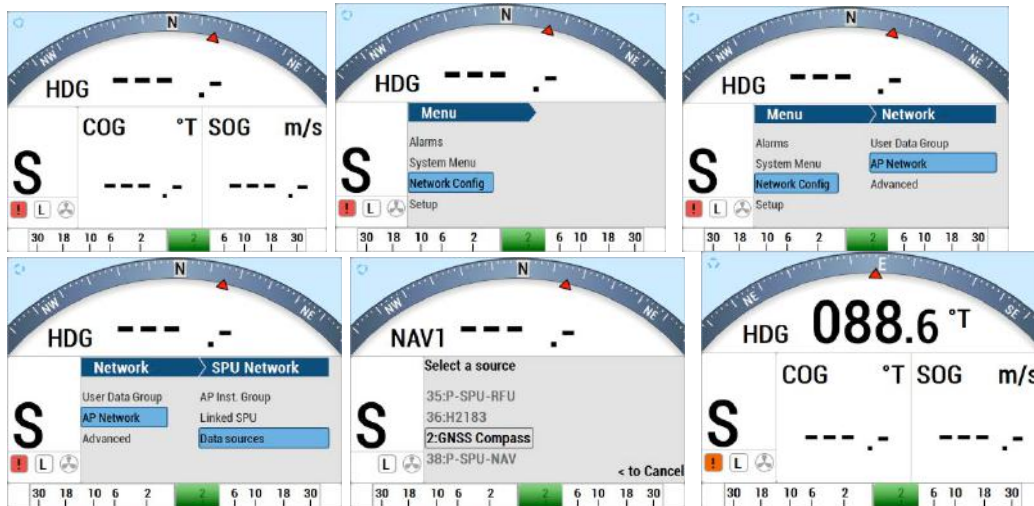 N
NW
NE
HDG ---.-
COG °T SOG m/s
S
---.- ---.-
! L
30 18 10 6 2 2 6 10 18 30
N
NW
NE
HDG ---.-
Menu
Alarms
System Menu
Network Config
Setup
S
! L
30 18 10 6 2 2 6 10 18 30
N
NW
NE
HDG ---.-
Menu Network
Alarms User Data Group
System Menu AP Network
Network Config Advanced
Setup
S
! L
30 18 10 6 2 2 6 10 18 30
N
NW
NE
HDG ---.-
Network SPU Network
User Data Group AP Inst. Group
AP Network Linked SPU
Advanced Data sources
S
! L
30 18 10 6 2 2 6 10 18 30
N
NW
NE
NAV1 ---.-
Select a source
35:P-SPU-RFU
36:H2183
2:GNSS Compass
38:P-SPU-NAV
< to Cancel
S
L
30 18 10 6 2 2 6 10 18 30
E
NE
SE
HDG 088.6 °T
COG °T SOG m/s
S
---.- ---.-
! L
30 18 10 6 2 2 6 10 18 30